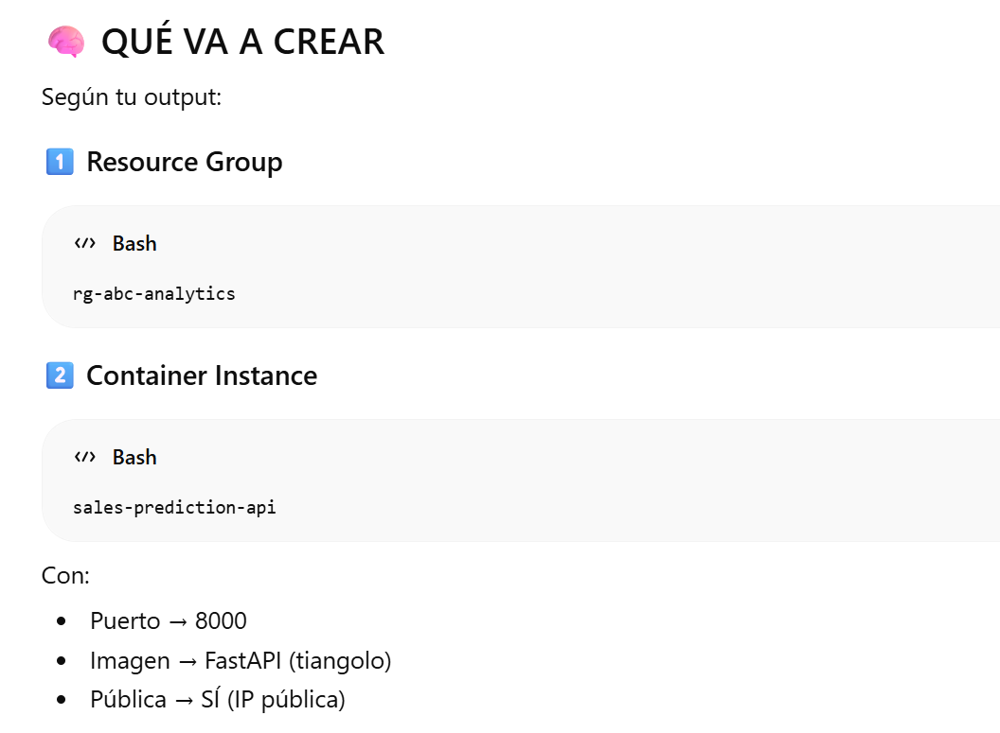 🧠 QUÉ VA A CREAR
Según tu output:
1️⃣ Resource Group
</> Bash
rg-abc-analytics
2️⃣ Container Instance
</> Bash
sales-prediction-api
Con:
• Puerto → 8000
• Imagen → FastAPI (tiangolo)
• Pública → SÍ (IP pública)